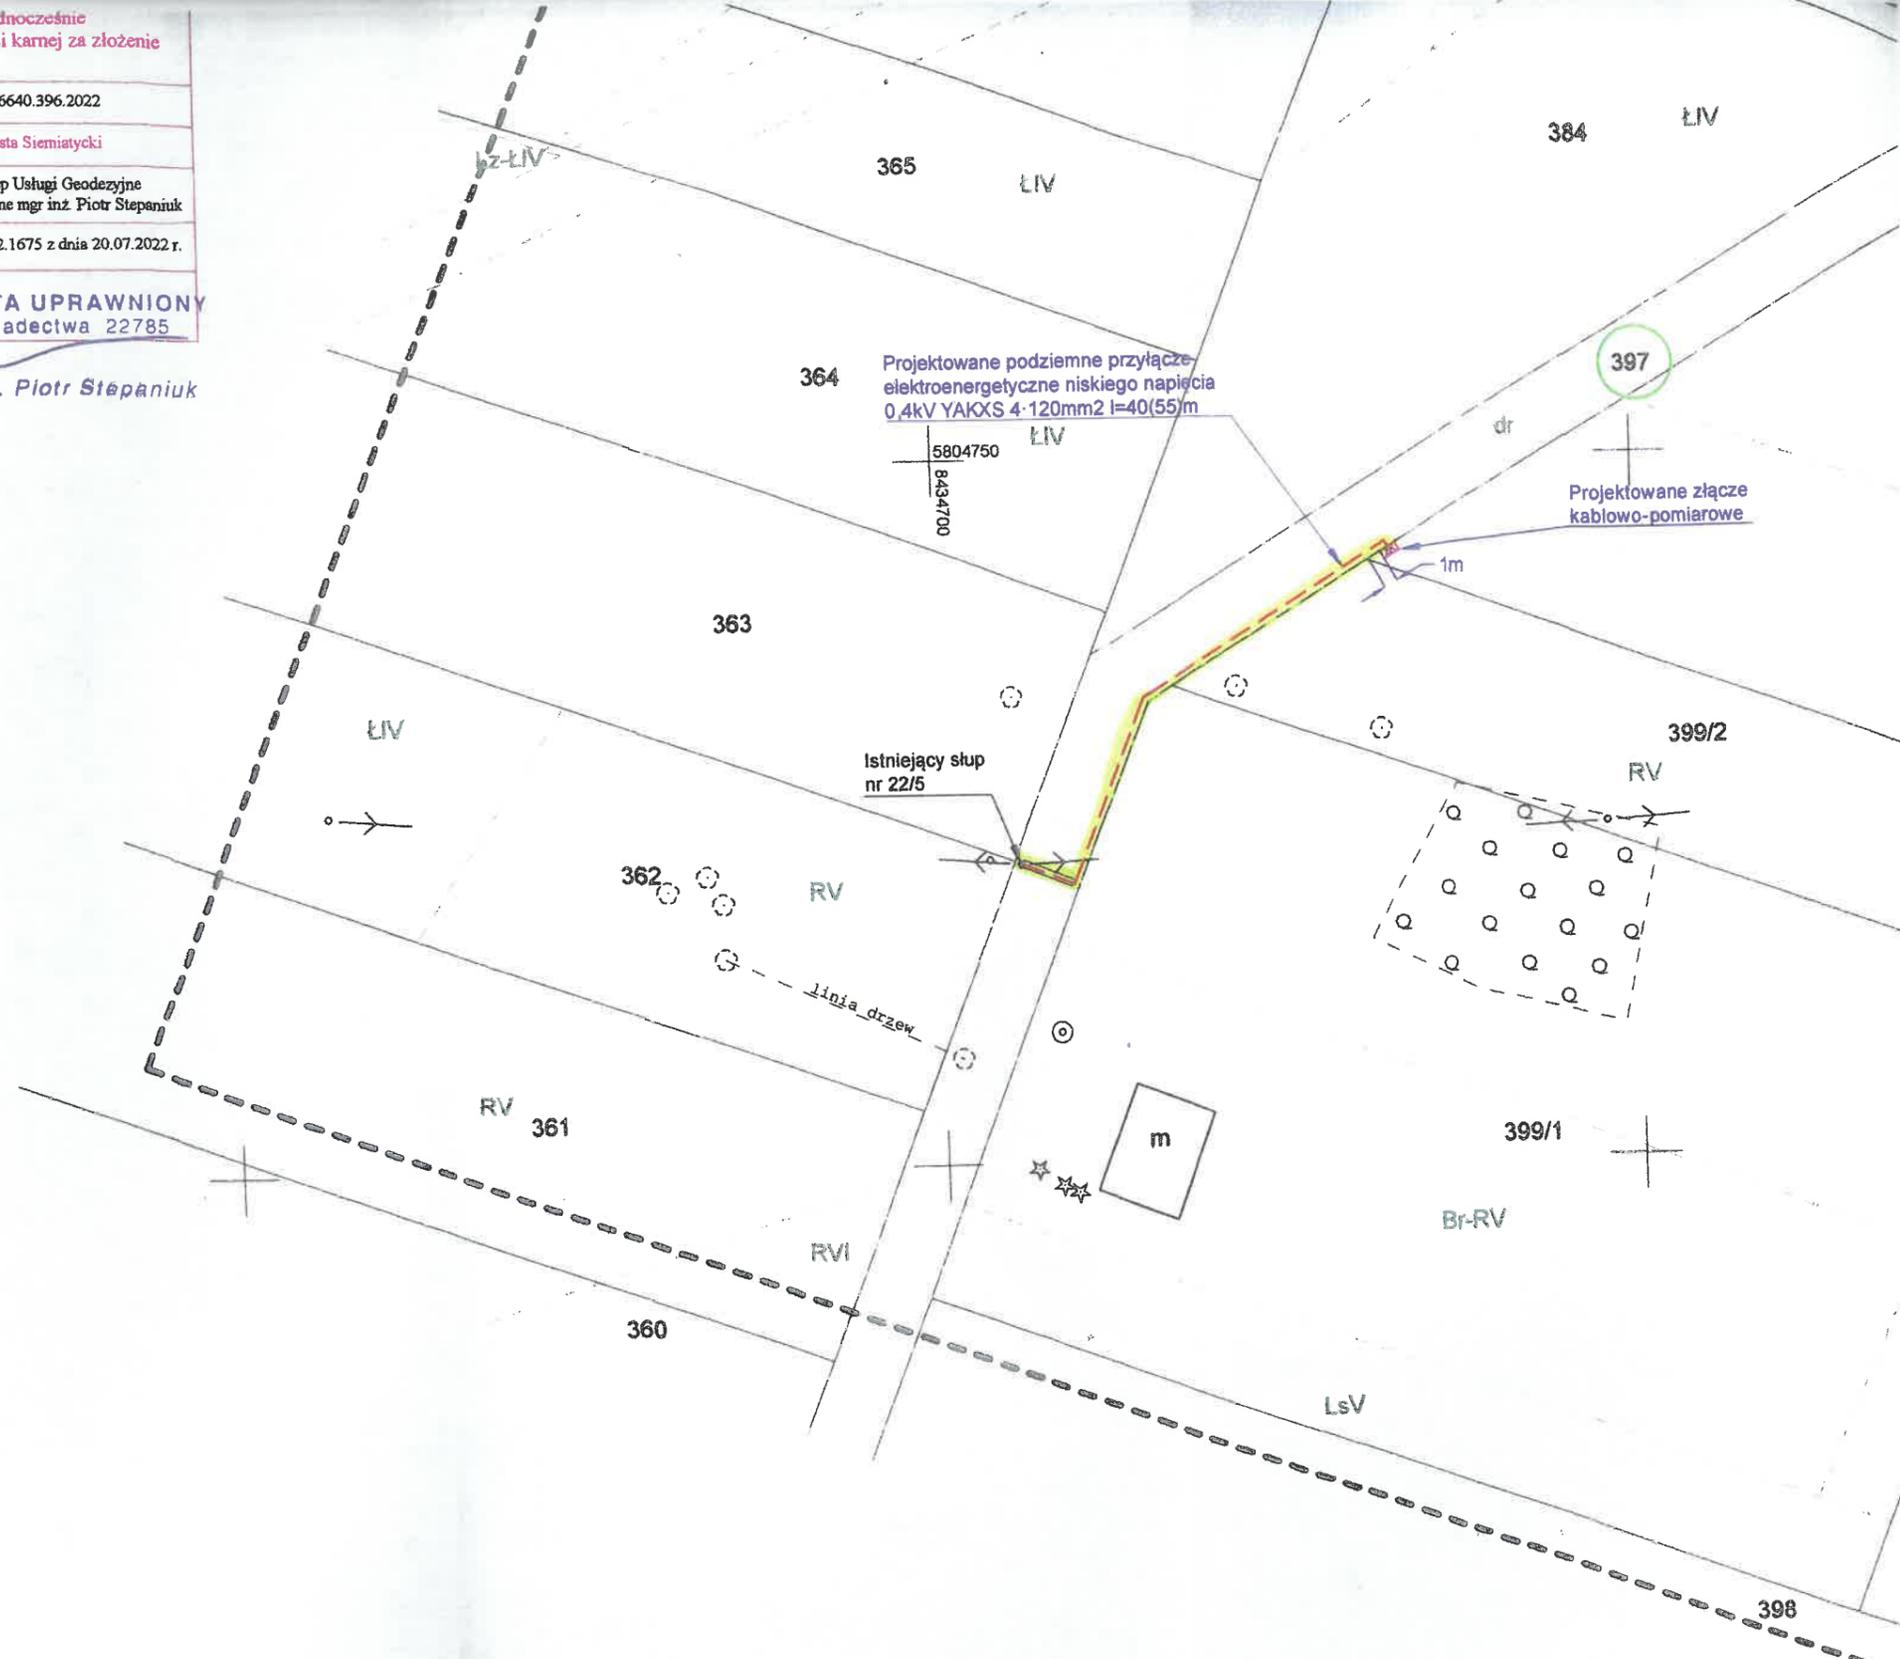 dnocześnie
i karnej za złożenie
6640.396.2022
sta Siemiatycki
p Usługi Geodezyjne
ne mgr inż. Piotr Stepaniuk
2.1675 z dnia 20.07.2022 r.
TA UPRAWNIONY
adectwa 22785
. Piotr Stepaniuk
Lz-ŁIV
365
ŁIV
384
ŁIV
364
Projektowane podziemne przyłącze
elektroenergetyczne niskiego napięcia
0,4kV YAKXS 4·120mm2 l=40(55)m
ŁIV
5804750
8434700
397
dr
Projektowane złącze
kablowo-pomiarowe
1m
363
ŁIV
Istniejący słup
nr 22/5
399/2
RV
362
RV
linia drzew
RV
361
m
399/1
Br-RV
RVI
360
LsV
398